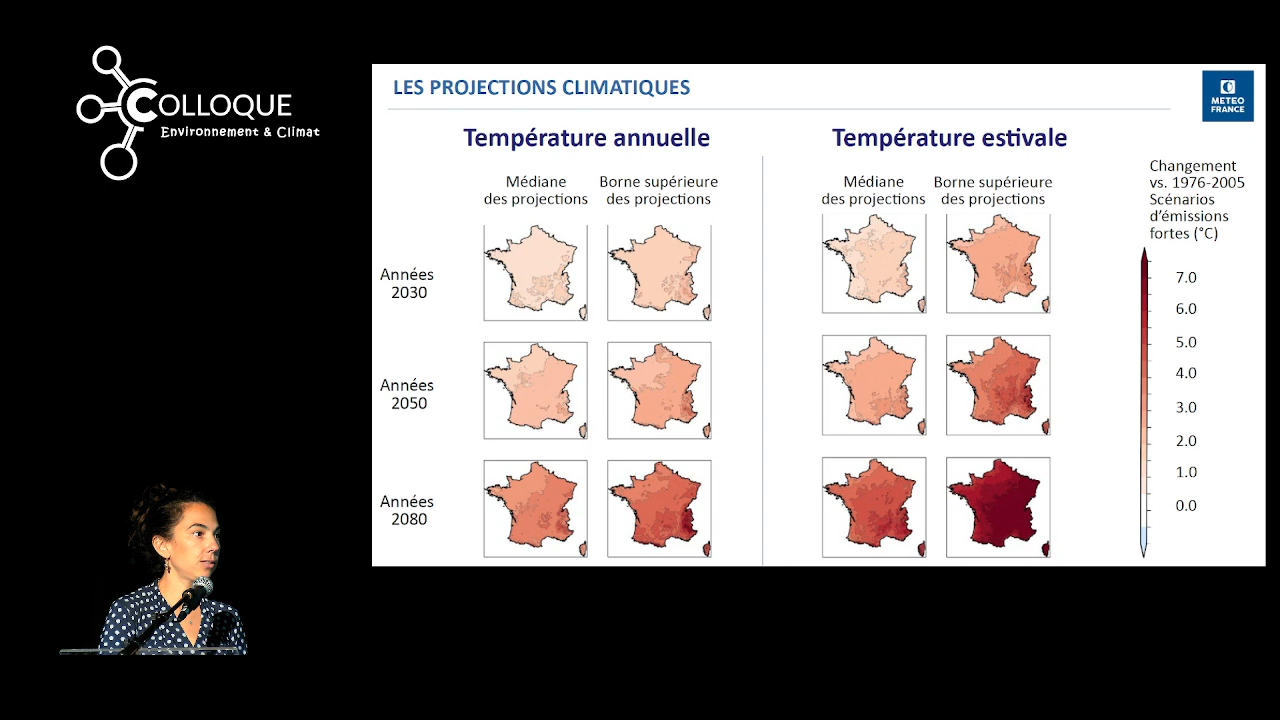 COLLOQUE
Environnement & Climat
LES PROJECTIONS CLIMATIQUES
METEO
FRANCE
Température annuelle
Température estivale
Médiane
des projections
Borne supérieure
des projections
Médiane
des projections
Borne supérieure
des projections
Changement
vs. 1976-2005
Scénarios
d'émissions
fortes (°C)
Années
2030
Années
2050
Années
2080
7.0
6.0
5.0
4.0
3.0
2.0
1.0
0.0